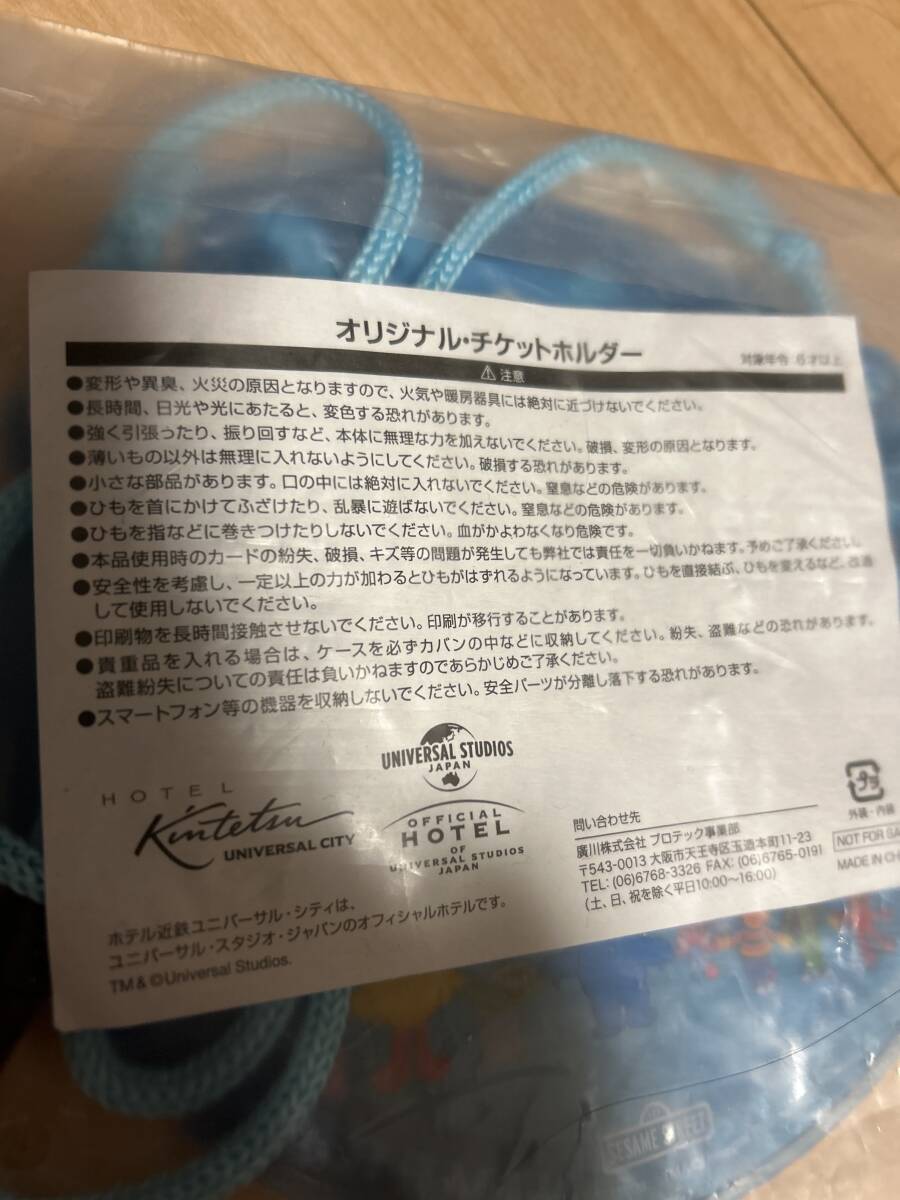 オリジナル・チケットホルダー
対象年令:6才以上
注意
●変形や異臭、火災の原因となりますので、火気や暖房器具には絶対に近づけないでください。
●長時間、日光や光にあたると、変色する恐れがあります。
●強く引張ったり、振り回すなど、本体に無理な力を加えないでください。破損、変形の原因となります。
●薄いもの以外は無理に入れないようにしてください。破損する恐れがあります。
●小さな部品があります。口の中には絶対に入れないでください。窒息などの危険があります。
●ひもを首にかけてふざけたり、乱暴に遊ばないでください。窒息などの危険があります。
●ひもを指などに巻きつけたりしないでください。血がかよわなくなり危険です。
●本品使用時のカードの紛失、破損、キズ等の問題が発生しても弊社では責任を一切負いかねます。予めご了承ください。
●安全性を考慮し、一定以上の力が加わるとひもがはずれるようになっています。ひもを直接結ぶ、ひもを変えるなど、改造
して使用しないでください。
●印刷物を長時間接触させないでください。印刷が移行することがあります。
●貴重品を入れる場合は、ケースを必ずカバンの中などに収納してください。紛失、盗難などの恐れがあります。
盗難紛失についての責任は負いかねますのであらかじめご了承ください。
●スマートフォン等の機器を収納しないでください。安全パーツが分離し落下する恐れがあります。
UNIVERSAL STUDIOS
JAPAN
HOTEL
Kintetsu
UNIVERSAL CITY
OFFICIAL
HOTEL
OF
UNIVERSAL STUDIOS
JAPAN
ホテル近鉄ユニバーサル・シティは、
ユニバーサル・スタジオ・ジャパンのオフィシャルホテルです。
TM & ©Universal Studios.
問い合わせ先
廣川株式会社 プロテック事業部
〒543-0013 大阪市天王寺区玉造本町11-23
TEL: (06)6768-3326 FAX: (06)6765-0191
(土、日、祝を除く平日10:00～16:00)
プラ
外装・内装
NOT FOR SA
MADE IN CH
SESAME STREET